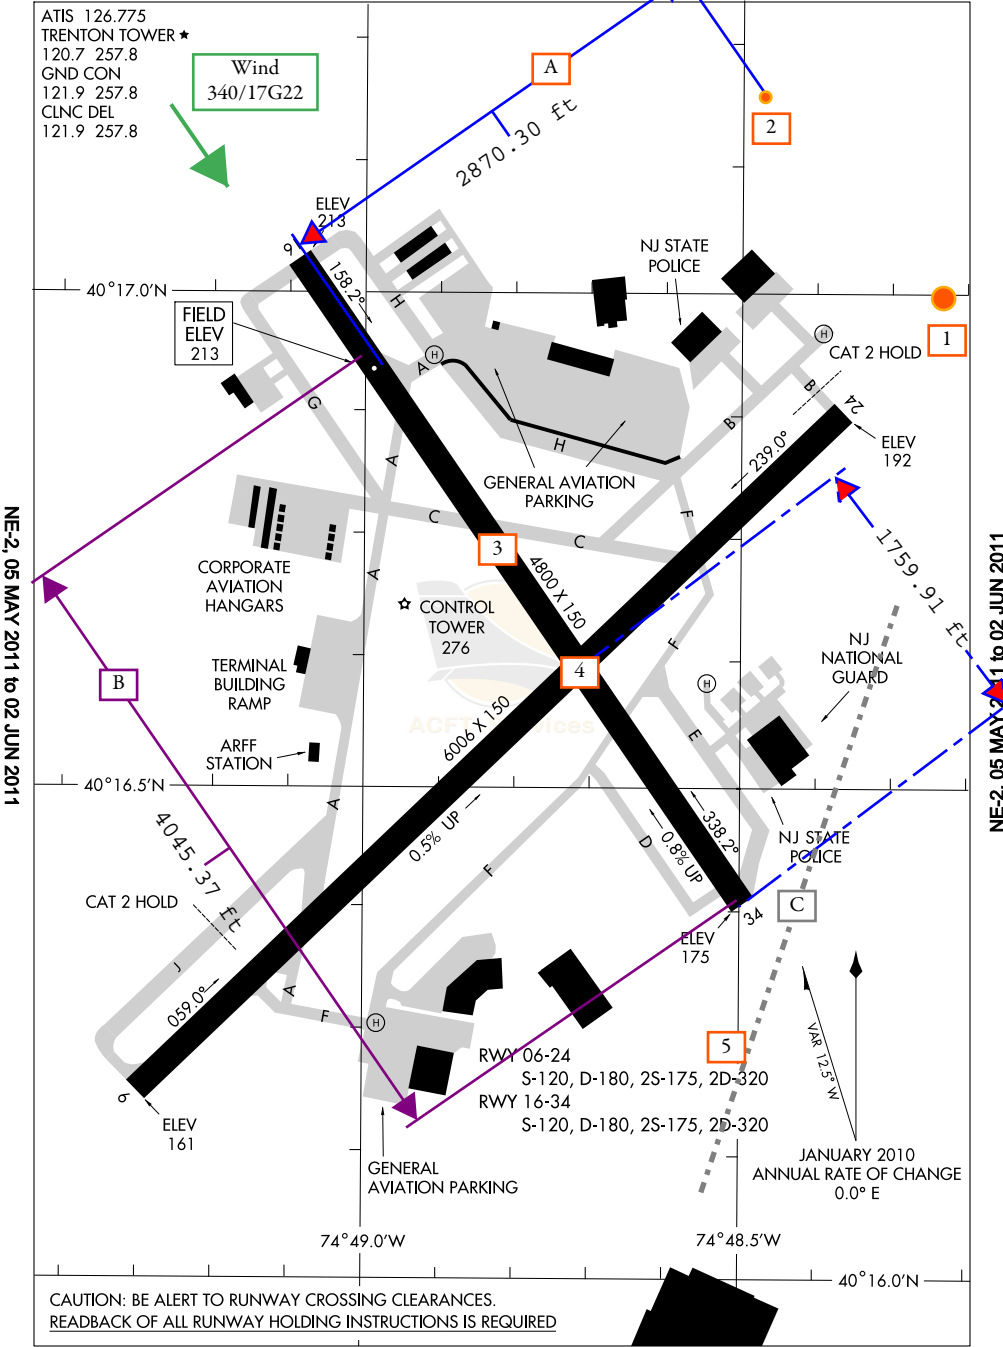 ATIS 126.775
TRENTON TOWER ★
120.7 257.8
GND CON
121.9 257.8
CLNC DEL
121.9 257.8
Wind
340/17G22
A
2870.30 ft
2
ELEV
213
9
158.2°
H
NJ STATE
POLICE
40°17.0'N
FIELD
ELEV
213
H
A
H
CAT 2 HOLD
1
B
24
G
B
H
239.0°
ELEV
192
A
GENERAL AVIATION
PARKING
C
F
C
3
4800 X 150
1759.91 ft
CORPORATE
AVIATION
HANGARS
A
CONTROL
TOWER
276
F
NJ
NATIONAL
GUARD
4
H
B
TERMINAL
BUILDING
RAMP
6006 X 150
E
ARFF
STATION
40°16.5'N
A
0.5% UP
338.2°
0.8% UP
D
NJ STATE
POLICE
4045.37 ft
F
CAT 2 HOLD
C
34
ELEV
175
J
059.0°
A
F
H
5
VAR 12.5° W
RWY 06-24
S-120, D-180, 2S-175, 2D-320
RWY 16-34
S-120, D-180, 2S-175, 2D-320
6
ELEV
161
GENERAL
AVIATION PARKING
JANUARY 2010
ANNUAL RATE OF CHANGE
0.0° E
74°49.0'W
74°48.5'W
40°16.0'N
CAUTION: BE ALERT TO RUNWAY CROSSING CLEARANCES.
READBACK OF ALL RUNWAY HOLDING INSTRUCTIONS IS REQUIRED
NE-2, 05 MAY 2011 to 02 JUN 2011
NE-2, 05 MAY 2011 to 02 JUN 2011